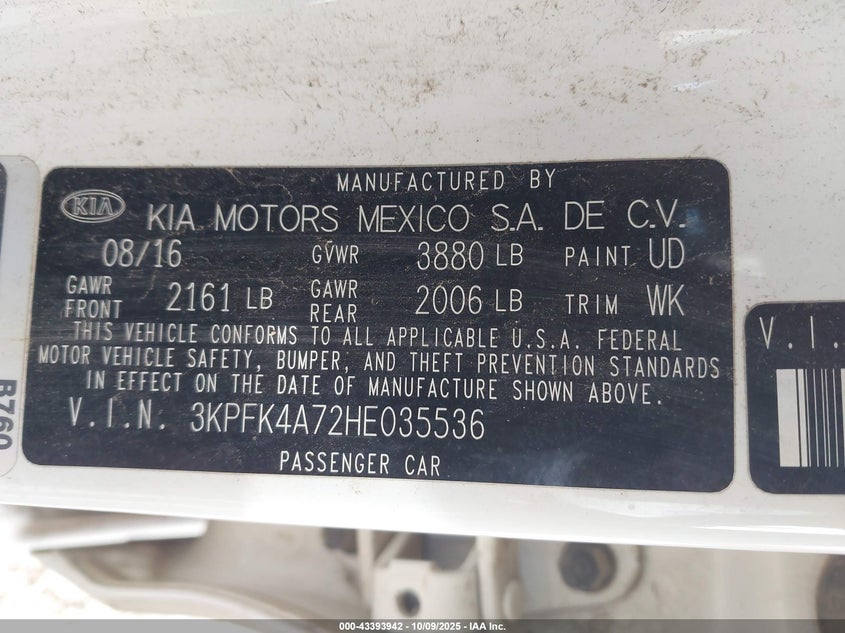 MANUFACTURED BY
KIA KIA MOTORS MEXICO S.A. DE C.V.
08/16 GVWR 3880 LB PAINT UD
GAWR FRONT 2161 LB GAWR REAR 2006 LB TRIM WK
THIS VEHICLE CONFORMS TO ALL APPLICABLE U.S.A. FEDERAL
MOTOR VEHICLE SAFETY, BUMPER, AND THEFT PREVENTION STANDARDS
IN EFFECT ON THE DATE OF MANUFACTURE SHOWN ABOVE.
V.I.N. 3KPFK4A72HE035536
PASSENGER CAR
V.I.
B760
000-43393942 - 10/09/2025 - IAA Inc.